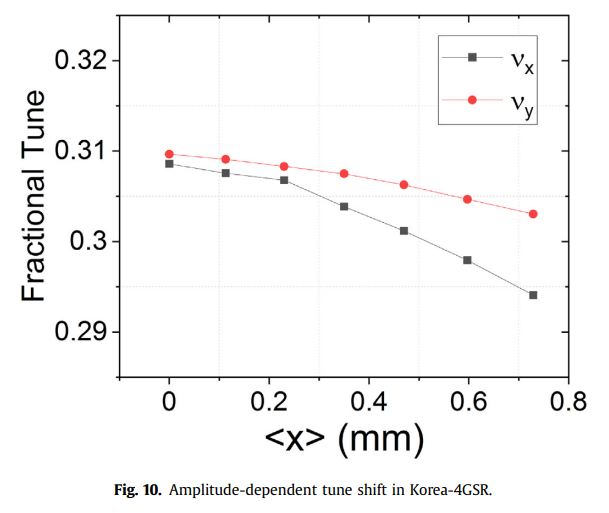 0.32
0.31
0.3
0.29
Fractional Tune
νx
νy
0 0.2 0.4 0.6 0.8
<x> (mm)
Fig. 10. Amplitude-dependent tune shift in Korea-4GSR.